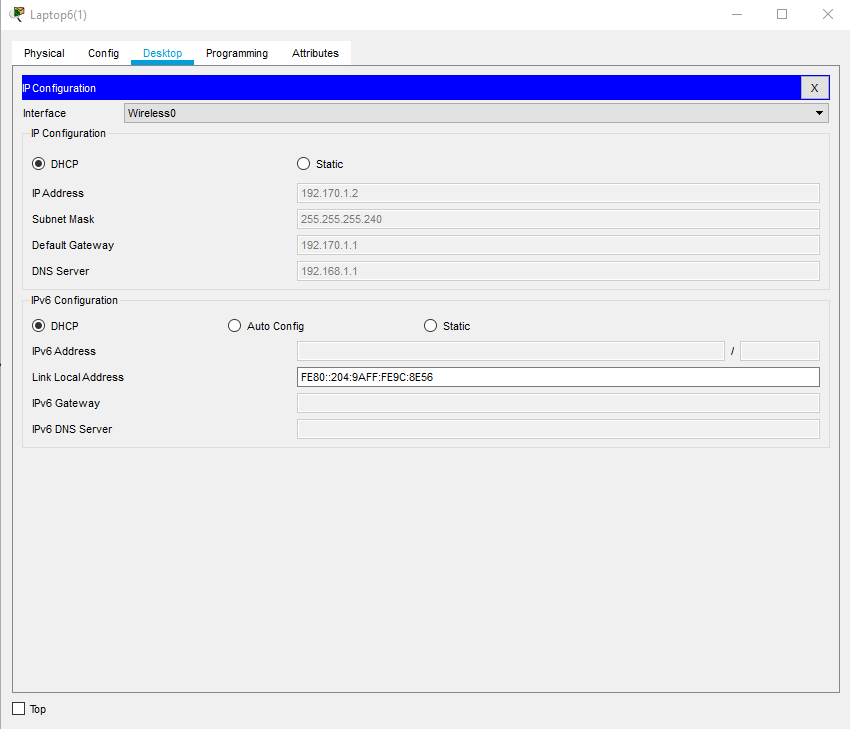 Laptop6(1)
Physical Config Desktop Programming Attributes
IP Configuration X
Interface Wireless0
IP Configuration
DHCP Static
IP Address 192.170.1.2
Subnet Mask 255.255.255.240
Default Gateway 192.170.1.1
DNS Server 192.168.1.1
IPv6 Configuration
DHCP Auto Config Static
IPv6 Address /
Link Local Address FE80::204:9AFF:FE9C:8E56
IPv6 Gateway
IPv6 DNS Server
Top